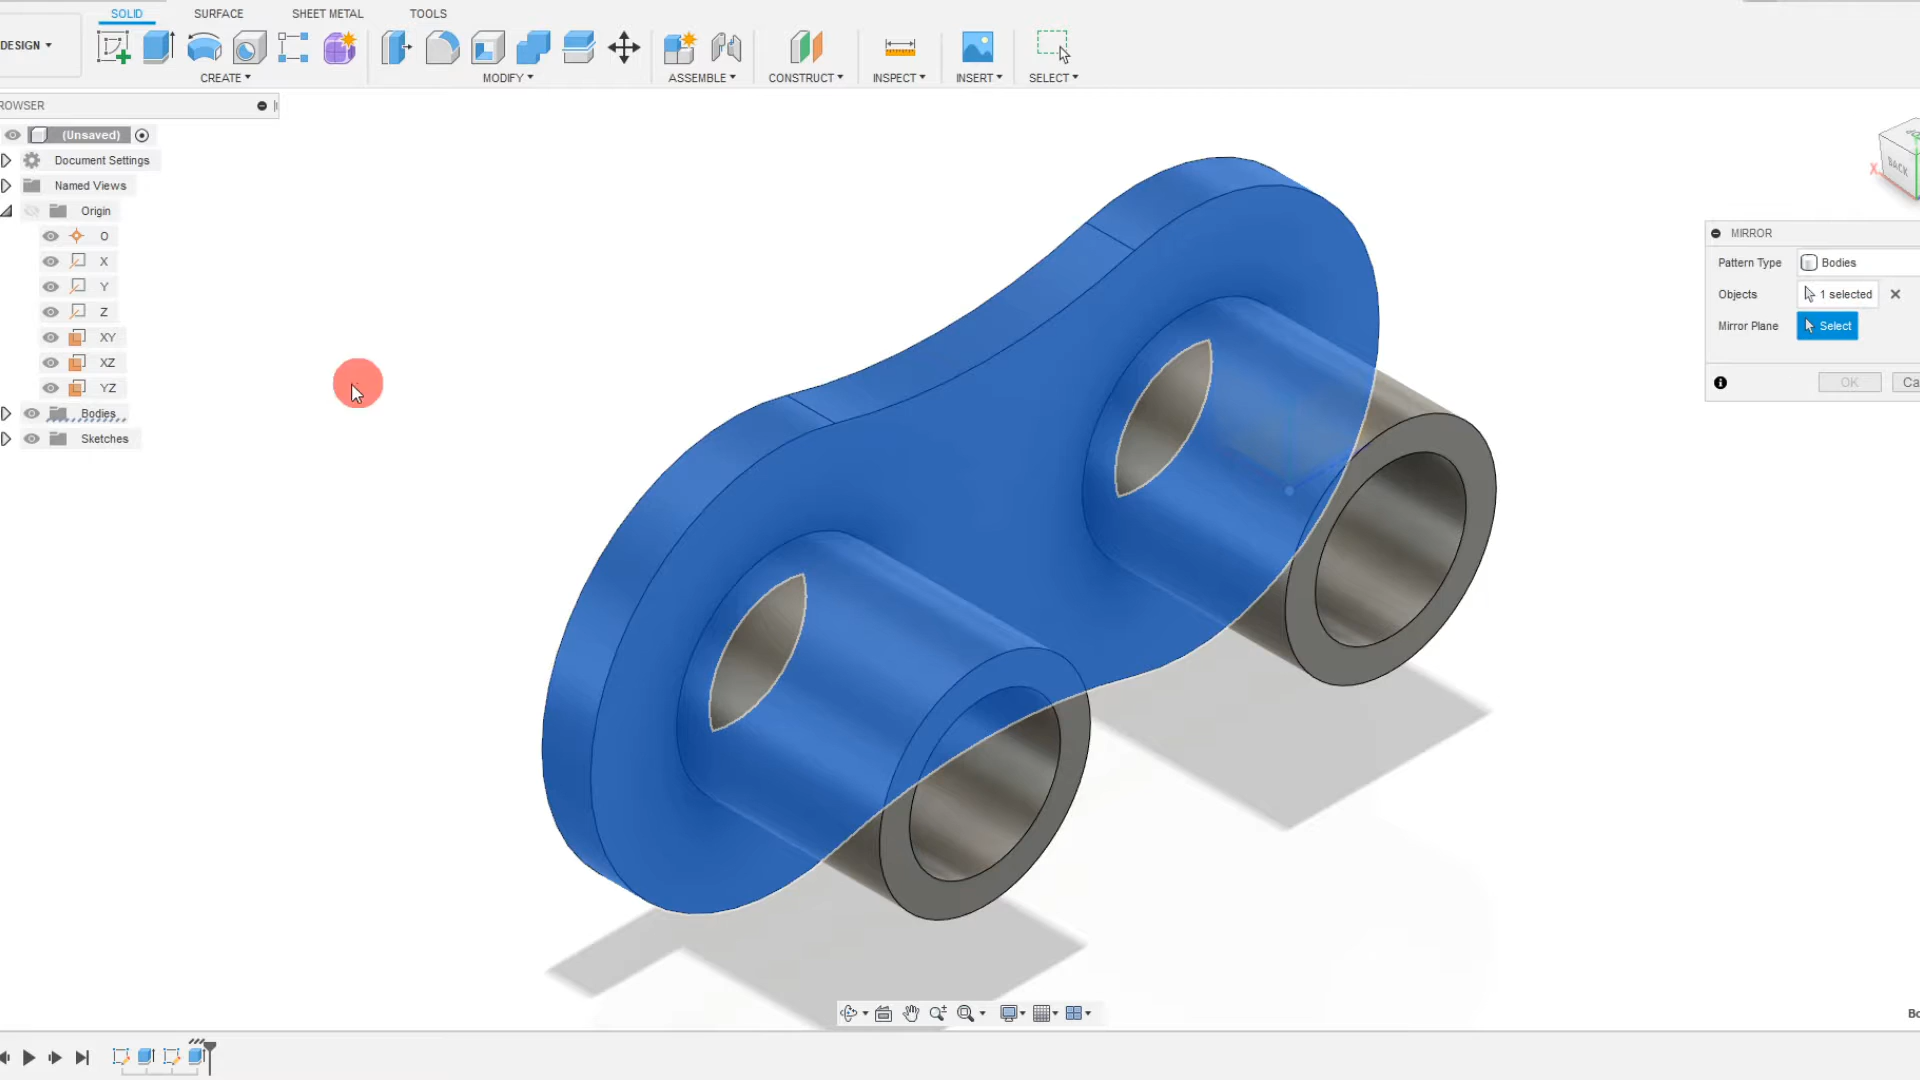 SOLID SURFACE SHEET METAL TOOLS
DESIGN
CREATE MODIFY ASSEMBLE CONSTRUCT INSPECT INSERT SELECT
ROWSER
(Unsaved)
Document Settings
Named Views
Origin
O
X
Y
Z
XY
XZ
YZ
Bodies
Sketches
BACK
X
MIRROR
Pattern Type Bodies
Objects 1 selected
Mirror Plane Select
OK Ca
Bo